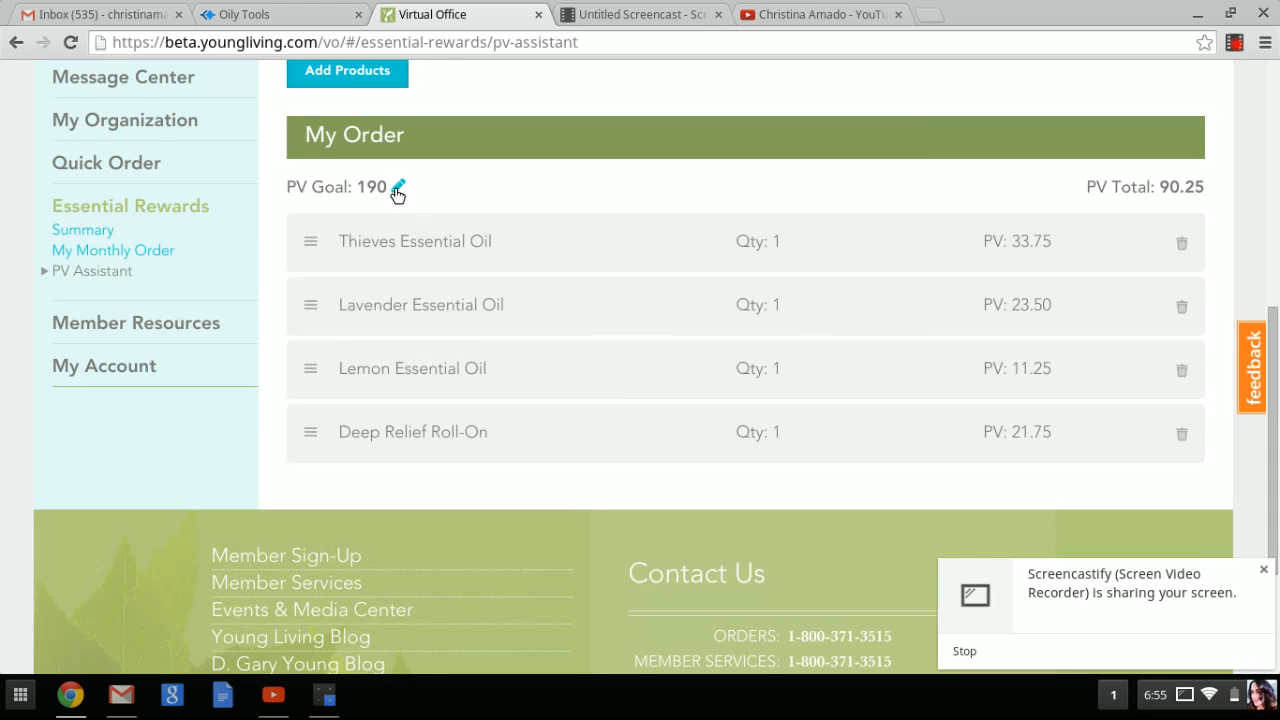 Inbox (535) - christinama
Oily Tools
Virtual Office
Untitled Screencast - Scr
Christina Amado - YouTu
https://beta.youngliving.com/vo/#/essential-rewards/pv-assistant
Message Center
My Organization
Quick Order
Essential Rewards
Summary
My Monthly Order
PV Assistant
Member Resources
My Account
Add Products
My Order
PV Goal: 190
PV Total: 90.25
Thieves Essential Oil Qty: 1 PV: 33.75
Lavender Essential Oil Qty: 1 PV: 23.50
Lemon Essential Oil Qty: 1 PV: 11.25
Deep Relief Roll-On Qty: 1 PV: 21.75
feedback
Member Sign-Up
Member Services
Events & Media Center
Young Living Blog
D. Gary Young Blog
Contact Us
ORDERS: 1-800-371-3515
MEMBER SERVICES: 1-800-371-3515
Screencastify (Screen Video
Recorder) is sharing your screen.
Stop
1
6:55